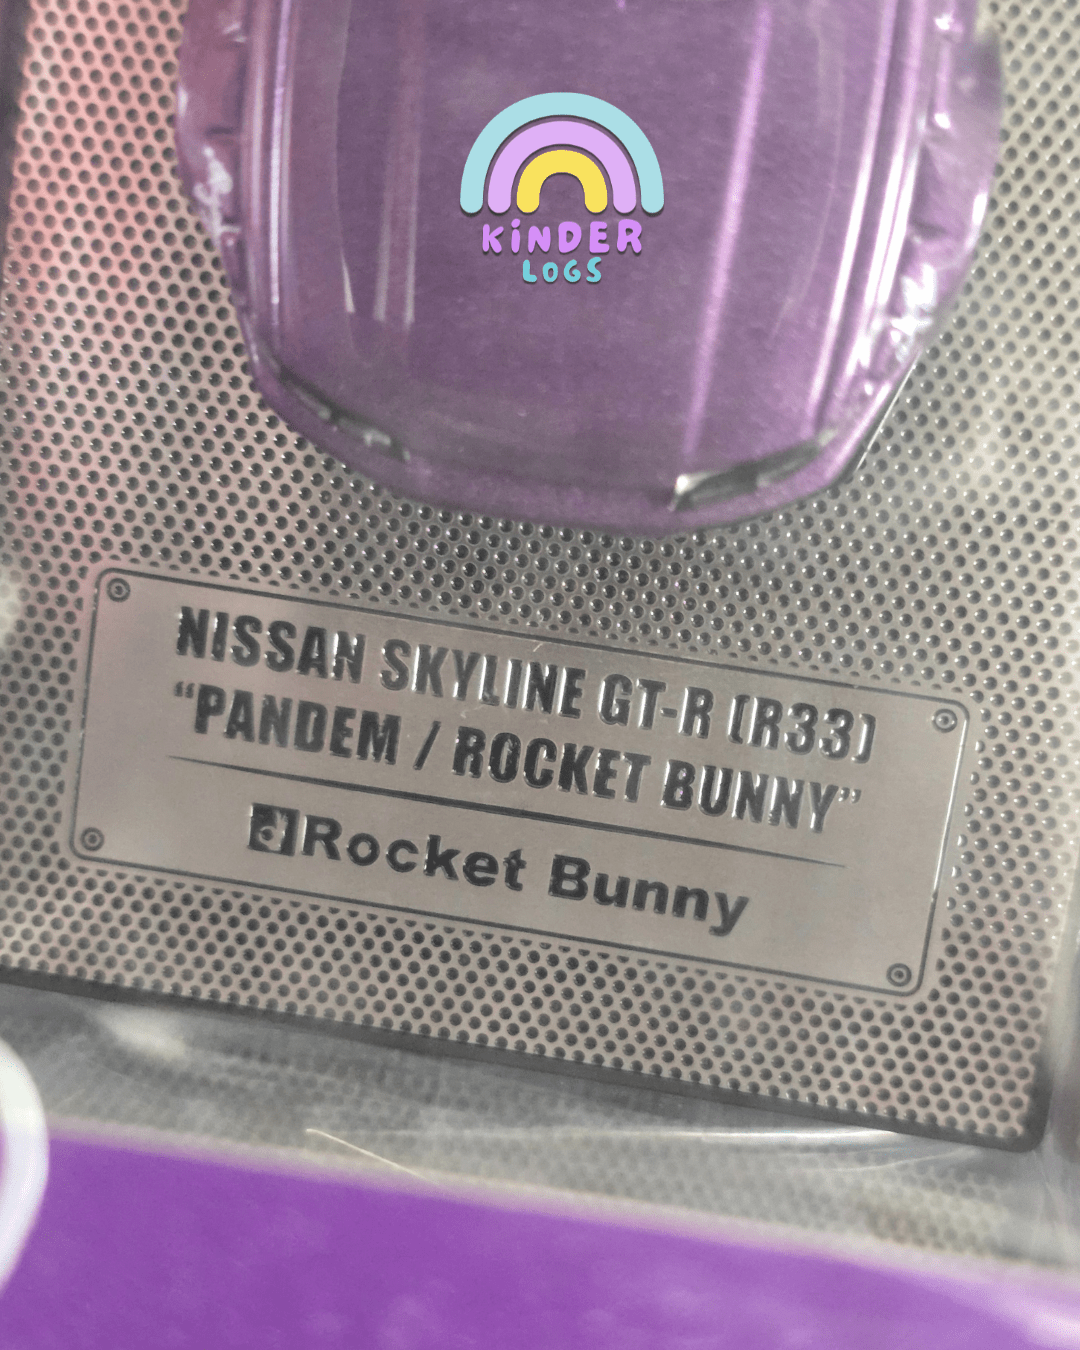 KiNDER
LOGS
NISSAN SKYLINE GT-R (R33)
“PANDEM / ROCKET BUNNY”
Rocket Bunny